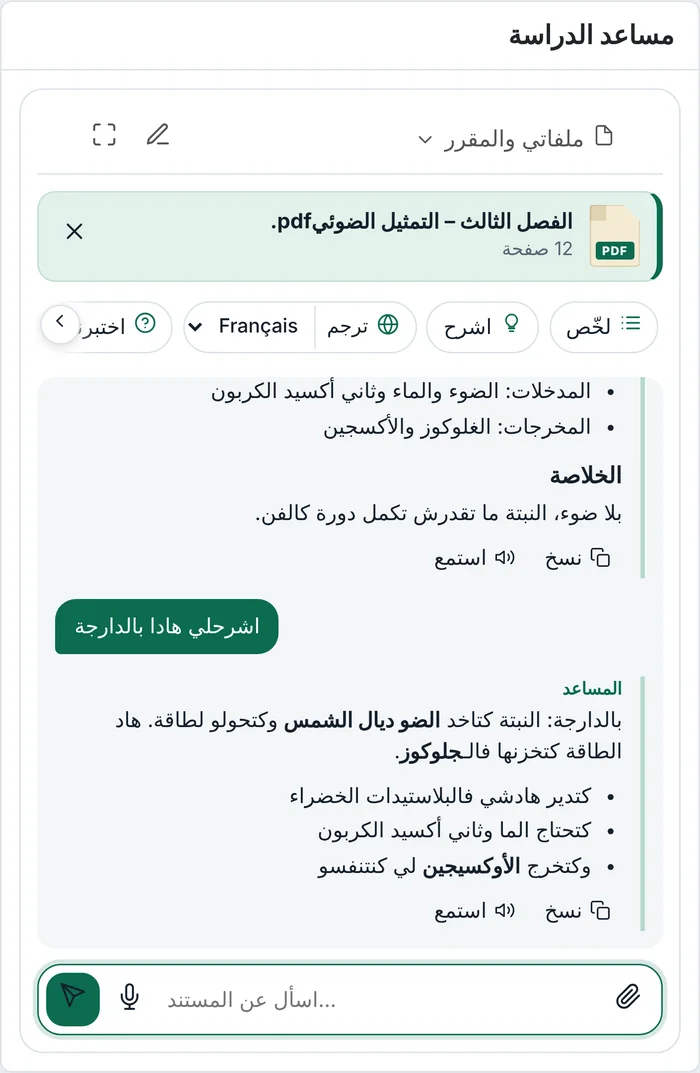 مساعد الدراسة
ملفاتي والمقرر
الفصل الثالث – التمثيل الضوئي.pdf
PDF
12 صفحة
لخّص
اشرح
ترجم
Français
اختبرن
• المدخلات: الضوء والماء وثاني أكسيد الكربون
• المخرجات: الغلوكوز والأكسجين
الخلاصة
بلا ضوء، النبتة ما تقدرش تكمل دورة كالفن.
نسخ استمع
اشرحلي هادا بالدارجة
المساعد
بالدارجة: النبتة كتاخد الضو ديال الشمس وكتحولو لطاقة. هاد
الطاقة كتخزنها فالـجلوكوز.
• كتدير هادشي فالبلاستيدات الخضراء
• كتحتاج الما وثاني أكسيد الكربون
• وكتخرج الأوكسيجين لي كنتنفسو
نسخ استمع
اسأل عن المستند...